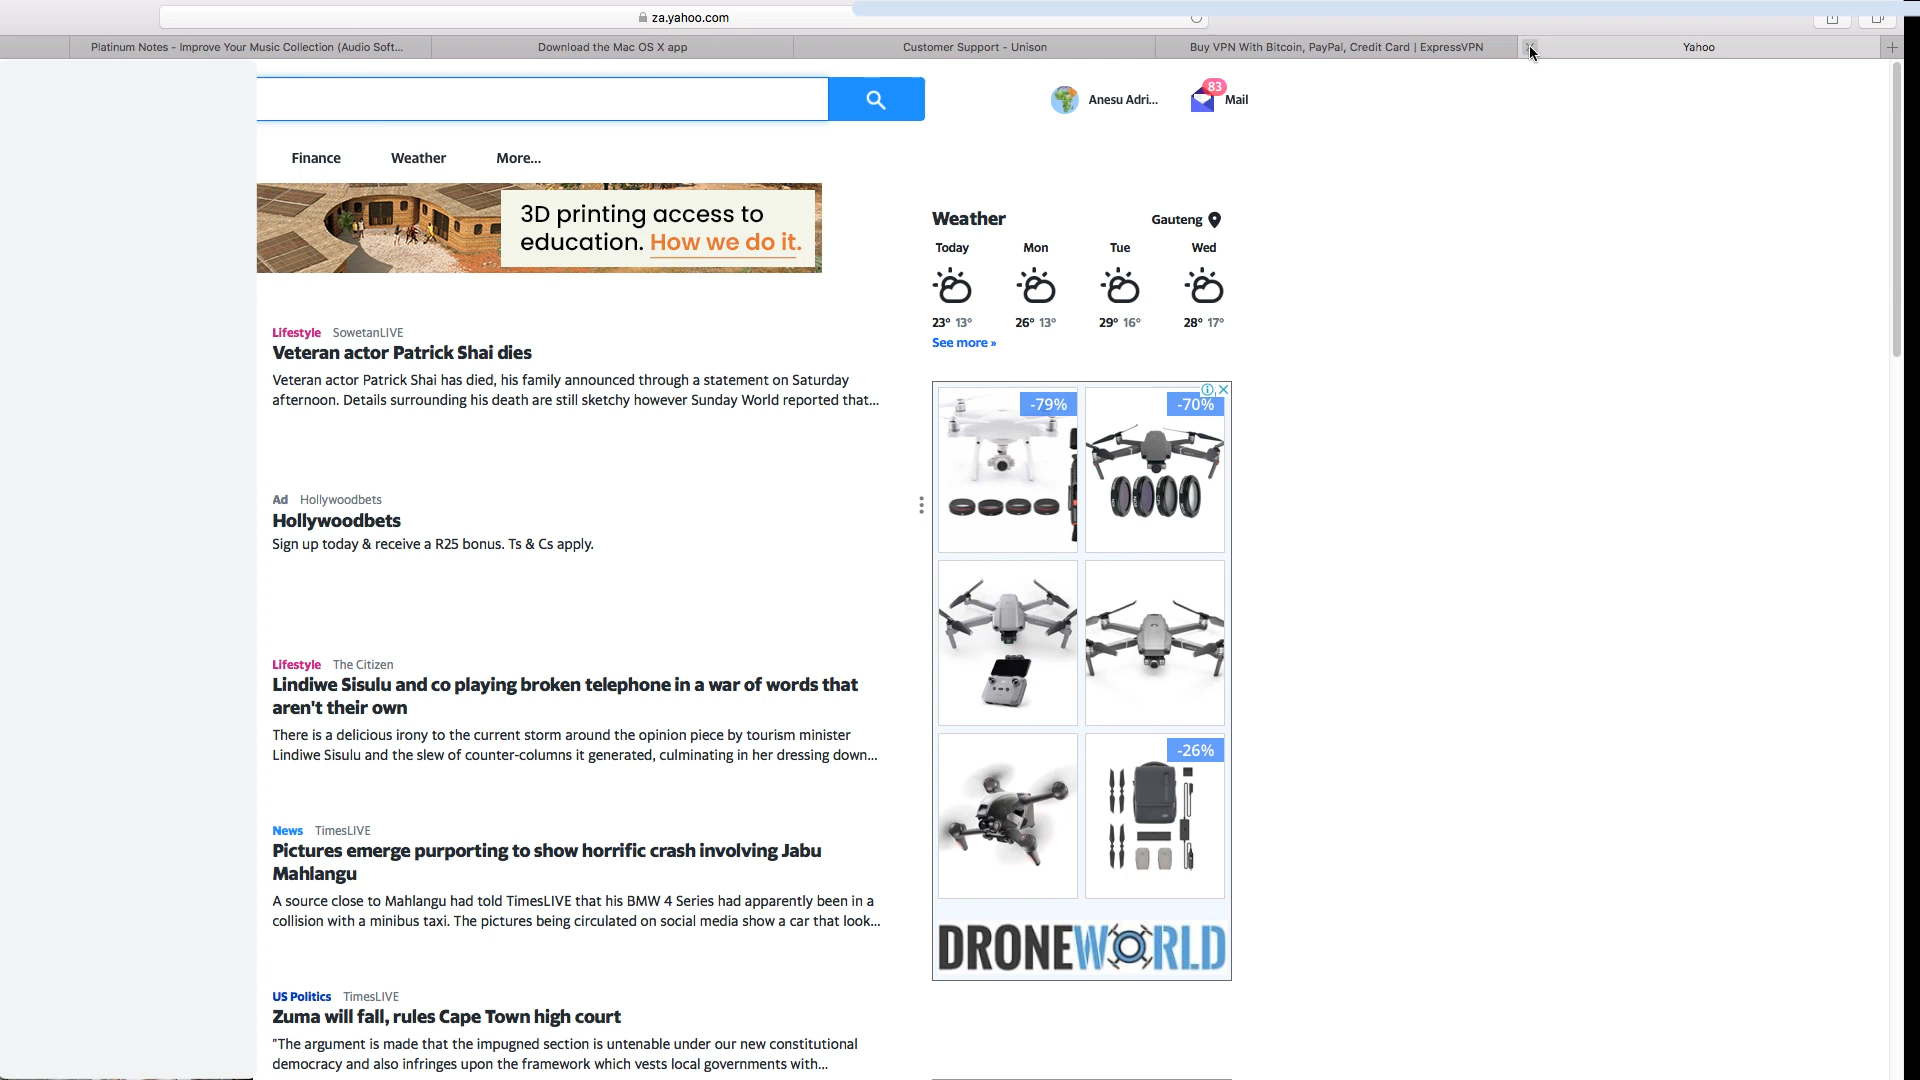 za.yahoo.com
Platinum Notes - Improve Your Music Collection (Audio Soft...
Download the Mac OS X app
Customer Support - Unison
Buy VPN With Bitcoin, PayPal, Credit Card | ExpressVPN
Yahoo
Anesu Adri...
83
Mail
Finance
Weather
More...
3D printing access to
education. How we do it.
Weather
Gauteng
Today
Mon
Tue
Wed
23° 13°
26° 13°
29° 16°
28° 17°
See more »
Lifestyle SowetanLIVE
Veteran actor Patrick Shai dies
Veteran actor Patrick Shai has died, his family announced through a statement on Saturday
afternoon. Details surrounding his death are still sketchy however Sunday World reported that...
Ad Hollywoodbets
Hollywoodbets
Sign up today & receive a R25 bonus. Ts & Cs apply.
Lifestyle The Citizen
Lindiwe Sisulu and co playing broken telephone in a war of words that
aren't their own
There is a delicious irony to the current storm around the opinion piece by tourism minister
Lindiwe Sisulu and the slew of counter-columns it generated, culminating in her dressing down...
News TimesLIVE
Pictures emerge purporting to show horrific crash involving Jabu
Mahlangu
A source close to Mahlangu had told TimesLIVE that his BMW 4 Series had apparently been in a
collision with a minibus taxi. The pictures being circulated on social media show a car that look...
US Politics TimesLIVE
Zuma will fall, rules Cape Town high court
"The argument is made that the impugned section is untenable under our new constitutional
democracy and also infringes upon the framework which vests local governments with...
-79%
-70%
-26%
DRONEWORLD